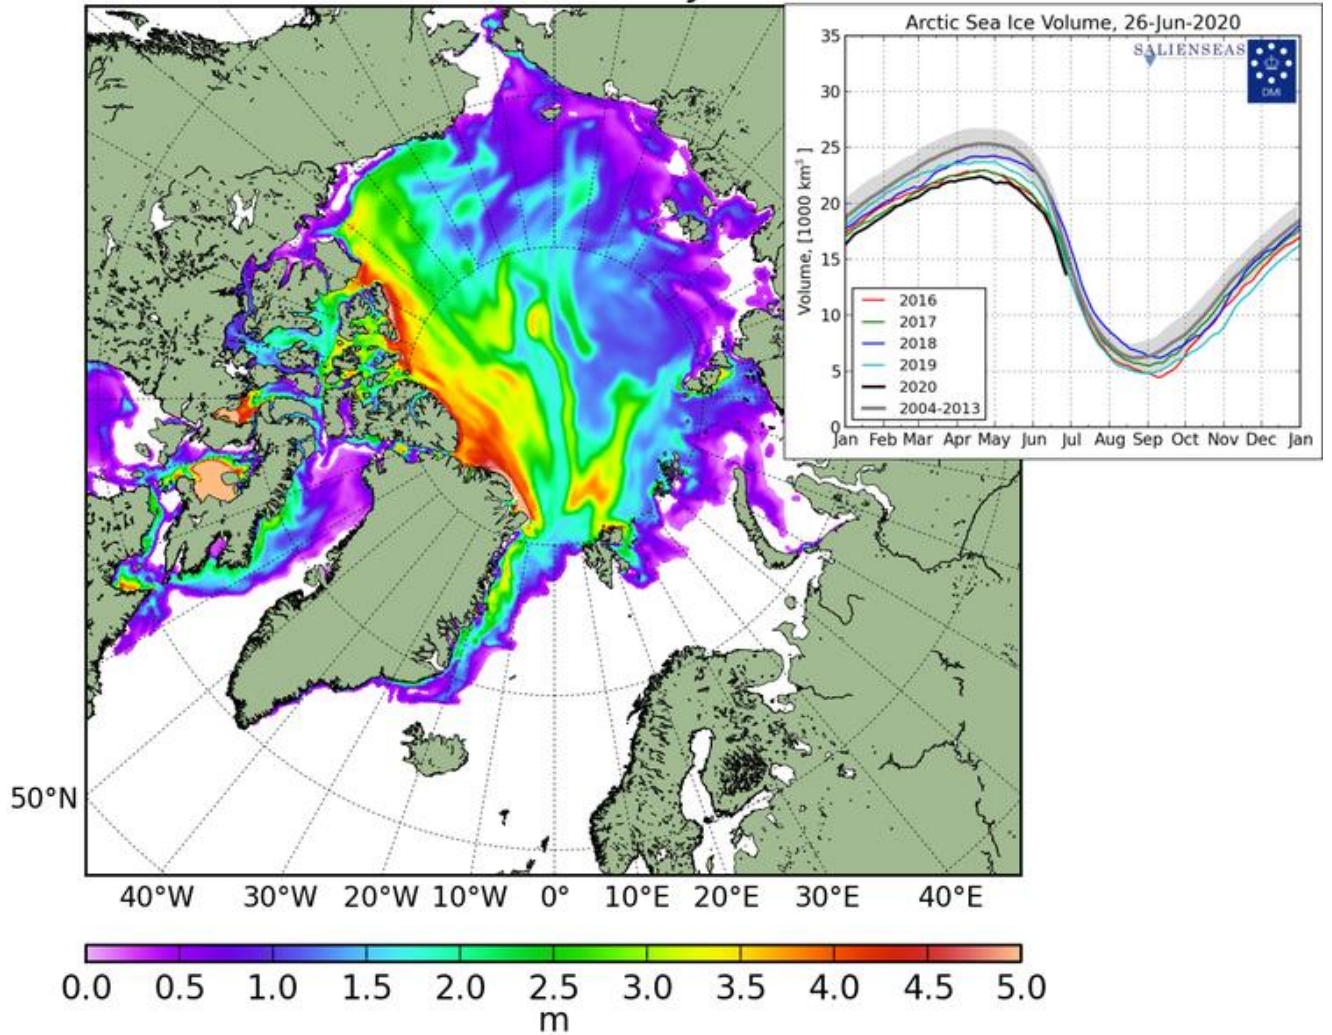 Arctic Sea Ice Volume, 26-Jun-2020
SALIENSEAS
DMI
Volume, [1000 km³ ]
35
30
25
20
15
10
5
0
2016
2017
2018
2019
2020
2004-2013
Jan Feb Mar Apr May Jun Jul Aug Sep Oct Nov Dec Jan
50°N
40°W 30°W 20°W 10°W 0° 10°E 20°E 30°E 40°E
0.0 0.5 1.0 1.5 2.0 2.5 3.0 3.5 4.0 4.5 5.0
m